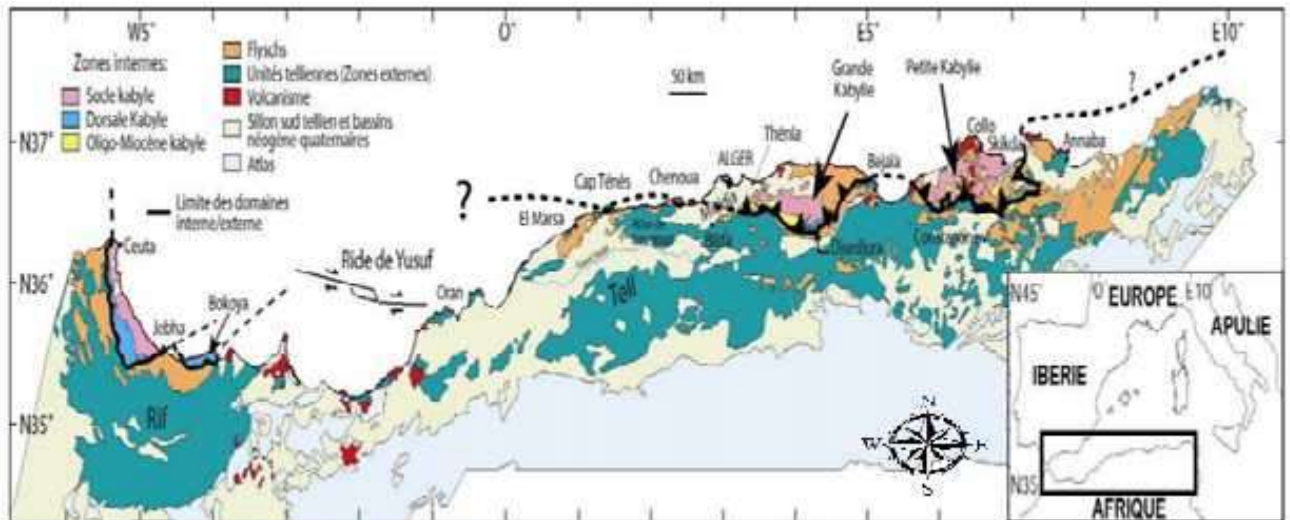 W5°
O°
E5°
E10°
Zones internes:
Socle kabyle
Dorsale Kabyle
Oligo-Miocène kabyle
Flyschs
Unités telliennes (Zones externes)
Volcanisme
Sillon sud tellien et bassins
néogène quaternaires
Atlas
Limite des domaines
interne/externe
50 km
Grande
Kabylie
Petite Kabylie
?
N37°
N36°
N35°
?
Ceuta
Jebha
Bokoya
Ride de Yusuf
Oran
El Marsa
Cap Ténés
Chenoua
ALGER
Thénia
Bejaïa
Collo
Skikda
Annaba
Blida
Constantine
Tell
Rif
N
W
E
S
N45°
O°
E10°
EUROPE
APULIE
IBERIE
N35°
AFRIQUE